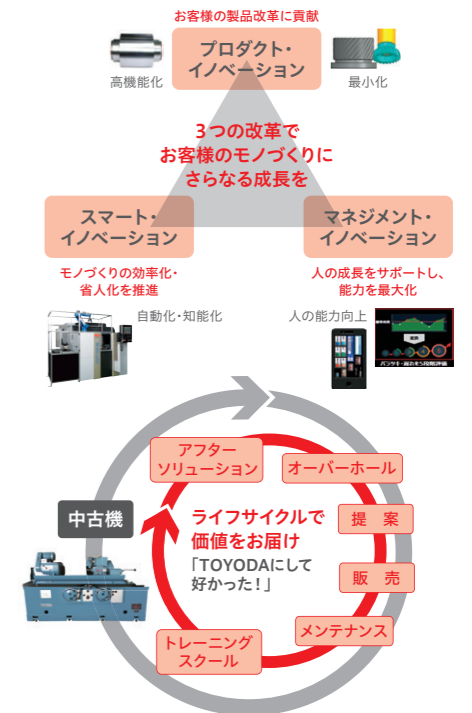 お客様の製品改革に貢献
プロダクト・
イノベーション
高機能化
最小化
3つの改革で
お客様のモノづくりに
さらなる成長を
スマート・
イノベーション
マネジメント・
イノベーション
モノづくりの効率化・
省人化を推進
人の成長をサポートし、
能力を最大化
自動化・知能化
人の能力向上
アフター
ソリューション
オーバーホール
中古機
ライフサイクルで
価値をお届け
「TOYODAにして
好かった！」
提　案
販　売
メンテナンス
トレーニング
スクール